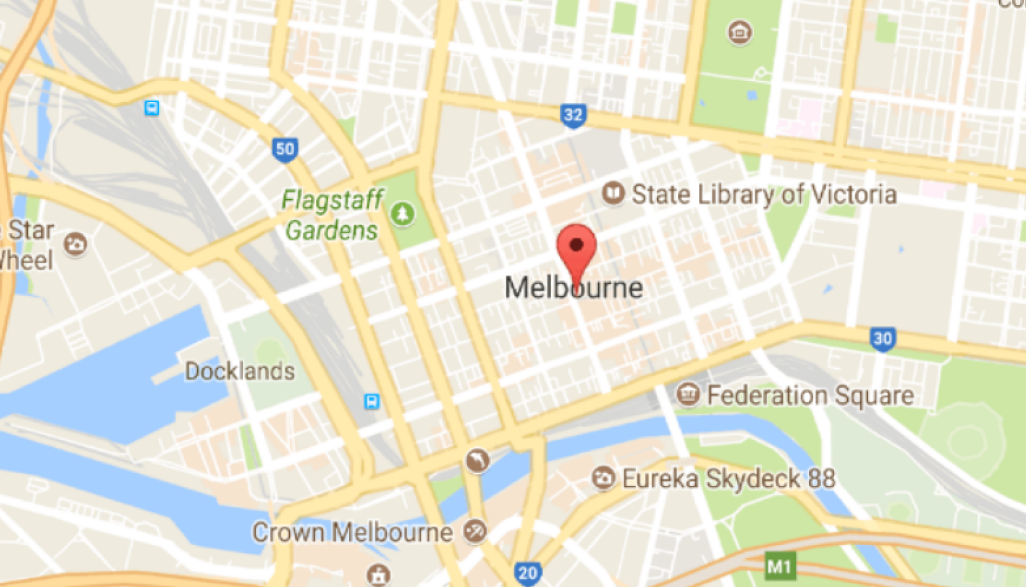 Co
32
50
State Library of Victoria
Flagstaff
Gardens
Star
Wheel
Melbourne
30
Docklands
Federation Square
Eureka Skydeck 88
Crown Melbourne
M1
20